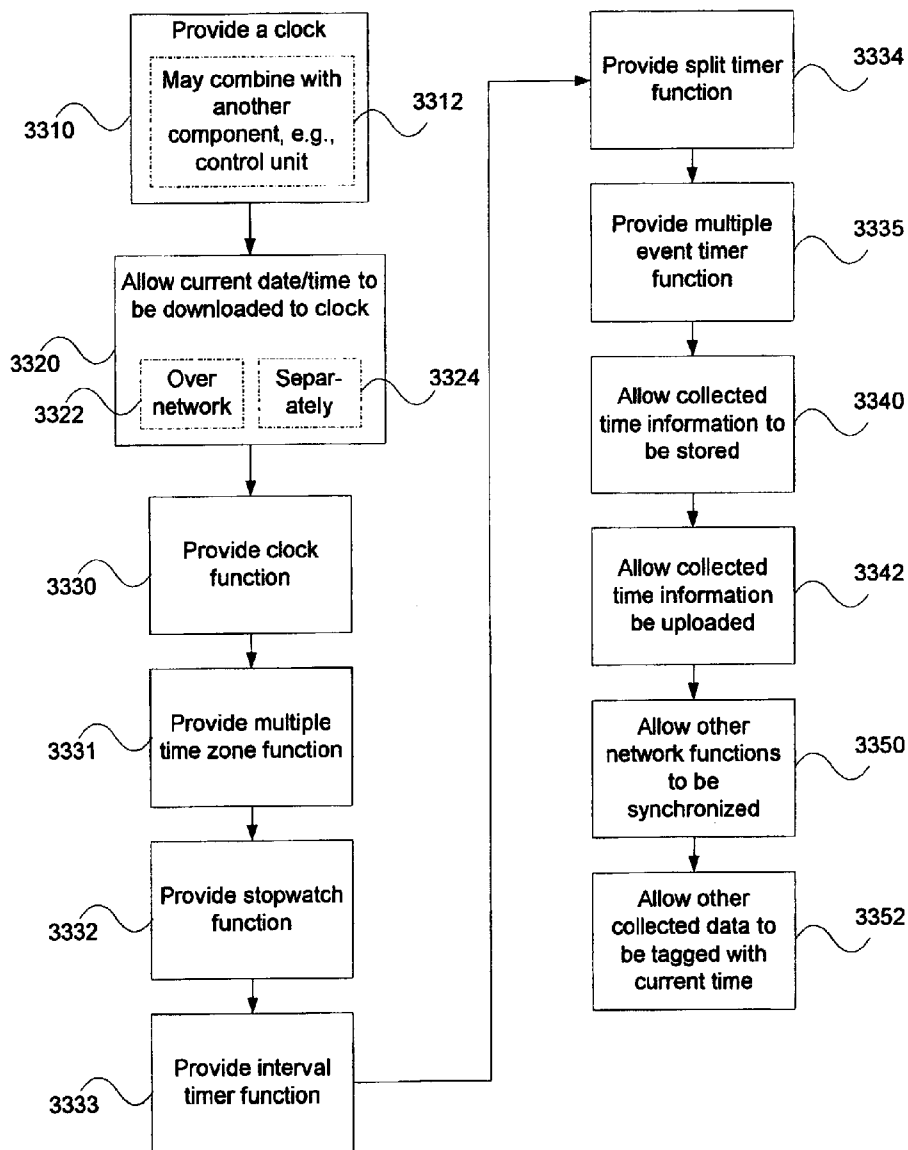 Provide a clock
May combine with
another
component, e.g.,
control unit
3310
3312
Allow current date/time to
be downloaded to clock
3320
Over
network
3322
Separ-
ately
3324
Provide clock
function
3330
Provide multiple
time zone function
3331
Provide stopwatch
function
3332
Provide interval
timer function
3333
Provide split timer
function
3334
Provide multiple
event timer
function
3335
Allow collected
time information to
be stored
3340
Allow collected
time information
be uploaded
3342
Allow other
network functions
to be
synchronized
3350
Allow other
collected data to
be tagged with
current time
3352